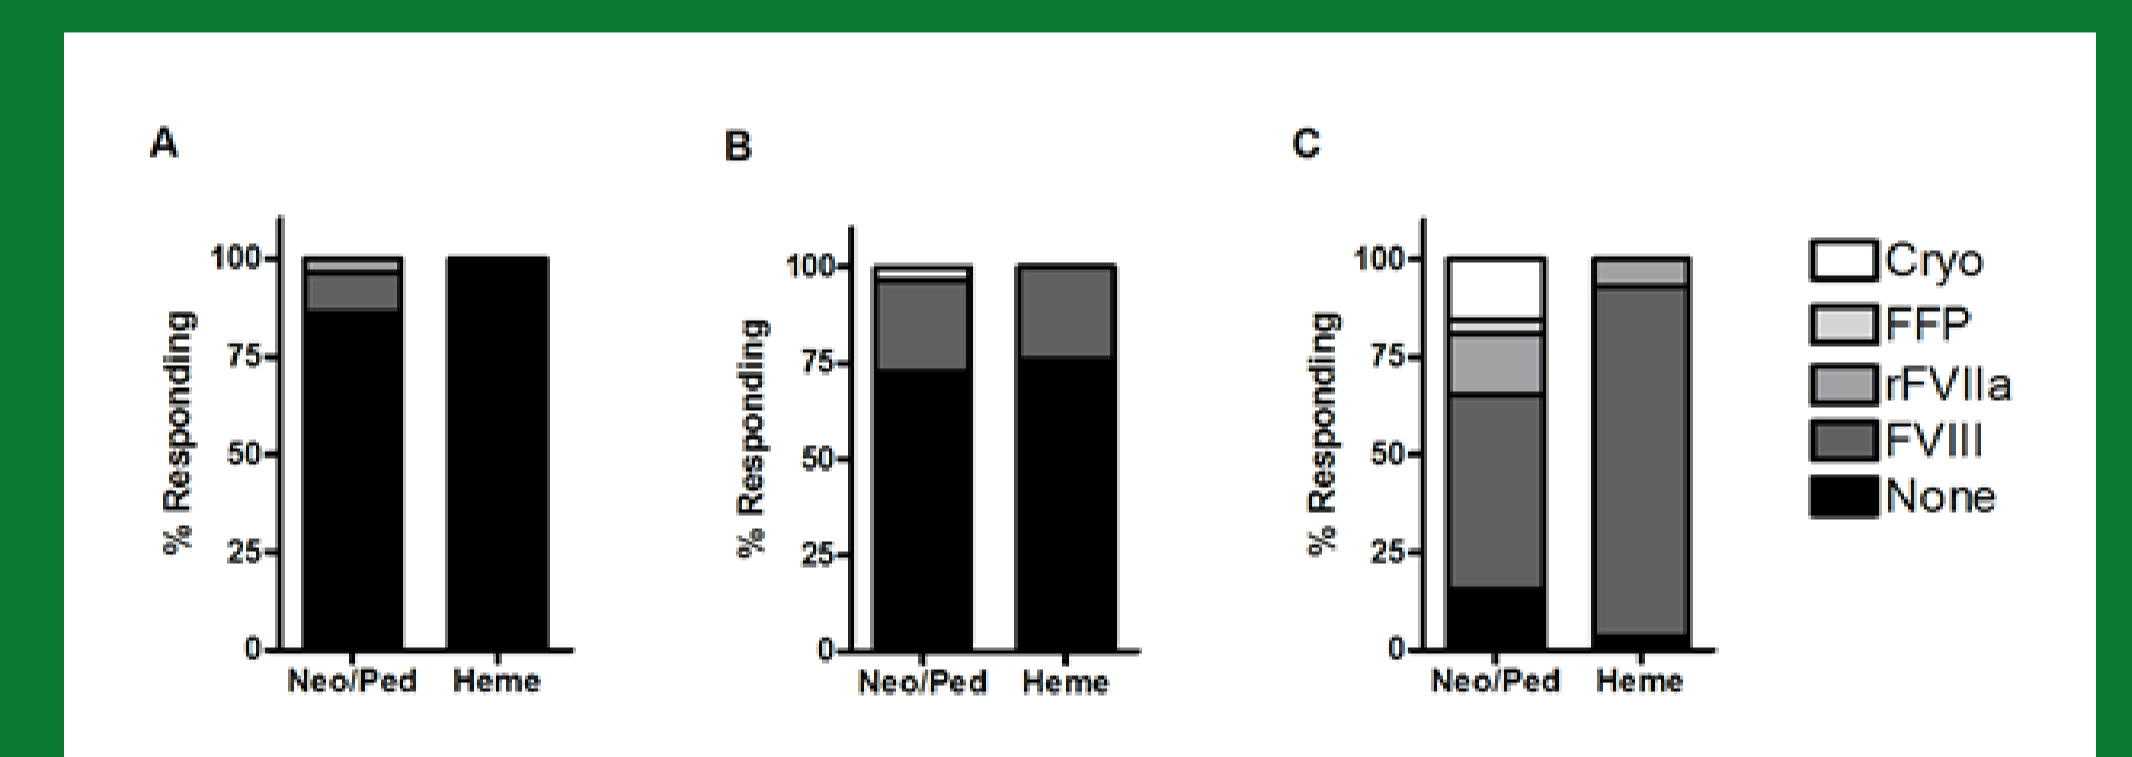 A
% Responding
100
75
50
25
0
Neo/Ped Heme
B
% Responding
100
75
50
25
0
Neo/Ped Heme
C
% Responding
100
75
50
25
0
Neo/Ped Heme
Cryo
FFP
rFVIIa
FVIII
None